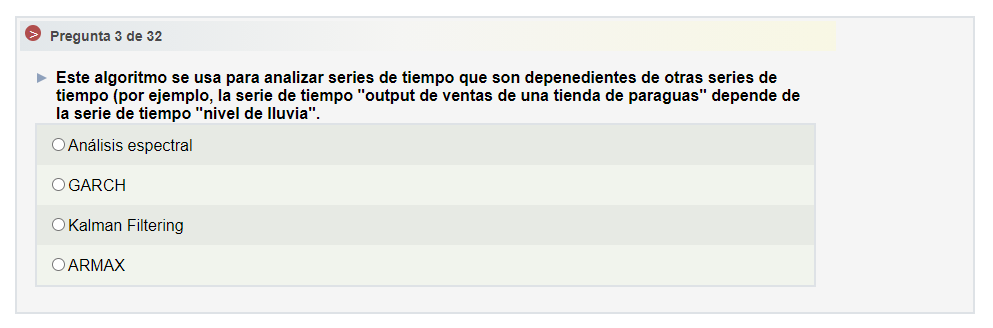 Pregunta 3 de 32
Este algoritmo se usa para analizar series de tiempo que son depenedientes de otras series de
tiempo (por ejemplo, la serie de tiempo "output de ventas de una tienda de paraguas" depende de
la serie de tiempo "nivel de lluvia".
Análisis espectral
GARCH
Kalman Filtering
ARMAX